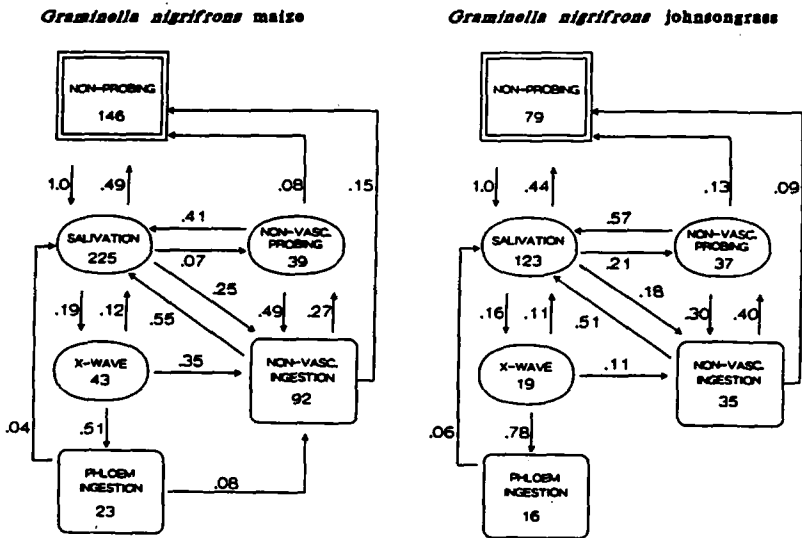 Graminella nigrifrons maize
NON-PROBING
146
1.0
.49
.08
.15
.41
SALIVATION
225
.07
NON-VASC.
PROBING
39
.25
.19
.12
.55
.49
.27
X-WAVE
43
.35
NON-VASC.
INGESTION
92
.04
.51
PHLOEM
INGESTION
23
.08
Graminella nigrifrons johnsongrass
NON-PROBING
79
1.0
.44
.13
.09
.57
SALIVATION
123
.21
NON-VASC.
PROBING
37
.18
.16
.11
.51
.30
.40
X-WAVE
19
.11
NON-VASC.
INGESTION
35
.06
.78
PHLOEM
INGESTION
16